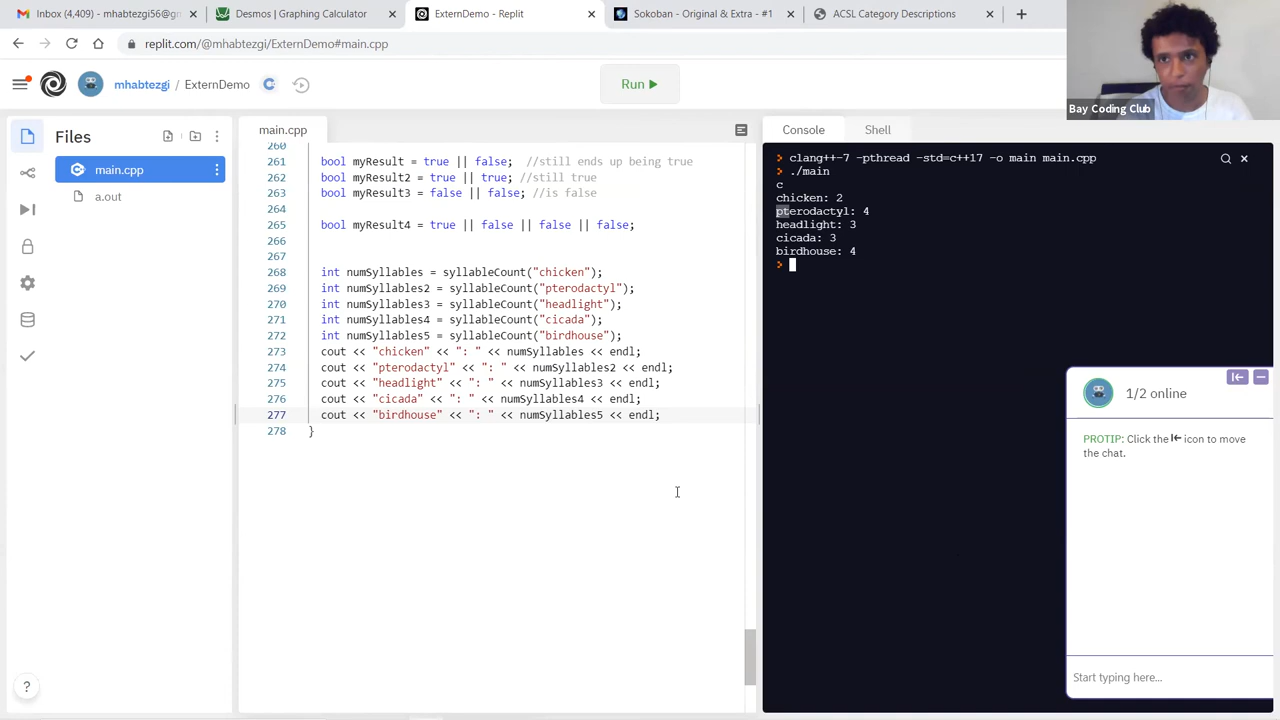 Inbox (4,409) - mhabtezgi56@gm
Desmos | Graphing Calculator
ExternDemo - Replit
Sokoban - Original & Extra - #1
ACSL Category Descriptions
replit.com/@mhabtezgi/ExternDemo#main.cpp
mhabtezgi / ExternDemo
Run
Bay Coding Club
Files
main.cpp
a.out
main.cpp
260
261 bool myResult = true || false; //still ends up being true
262 bool myResult2 = true || true; //still true
263 bool myResult3 = false || false; //is false
264
265 bool myResult4 = true || false || false || false;
266
267
268 int numSyllables = syllableCount("chicken");
269 int numSyllables2 = syllableCount("pterodactyl");
270 int numSyllables3 = syllableCount("headlight");
271 int numSyllables4 = syllableCount("cicada");
272 int numSyllables5 = syllableCount("birdhouse");
273 cout << "chicken" << ": " << numSyllables << endl;
274 cout << "pterodactyl" << ": " << numSyllables2 << endl;
275 cout << "headlight" << ": " << numSyllables3 << endl;
276 cout << "cicada" << ": " << numSyllables4 << endl;
277 cout << "birdhouse" << ": " << numSyllables5 << endl;
278 }
Console Shell
> clang++-7 -pthread -std=c++17 -o main main.cpp
> ./main
c
chicken: 2
pterodactyl: 4
headlight: 3
cicada: 3
birdhouse: 4
>
1/2 online
PROTIP: Click the icon to move
the chat.
Start typing here...
?